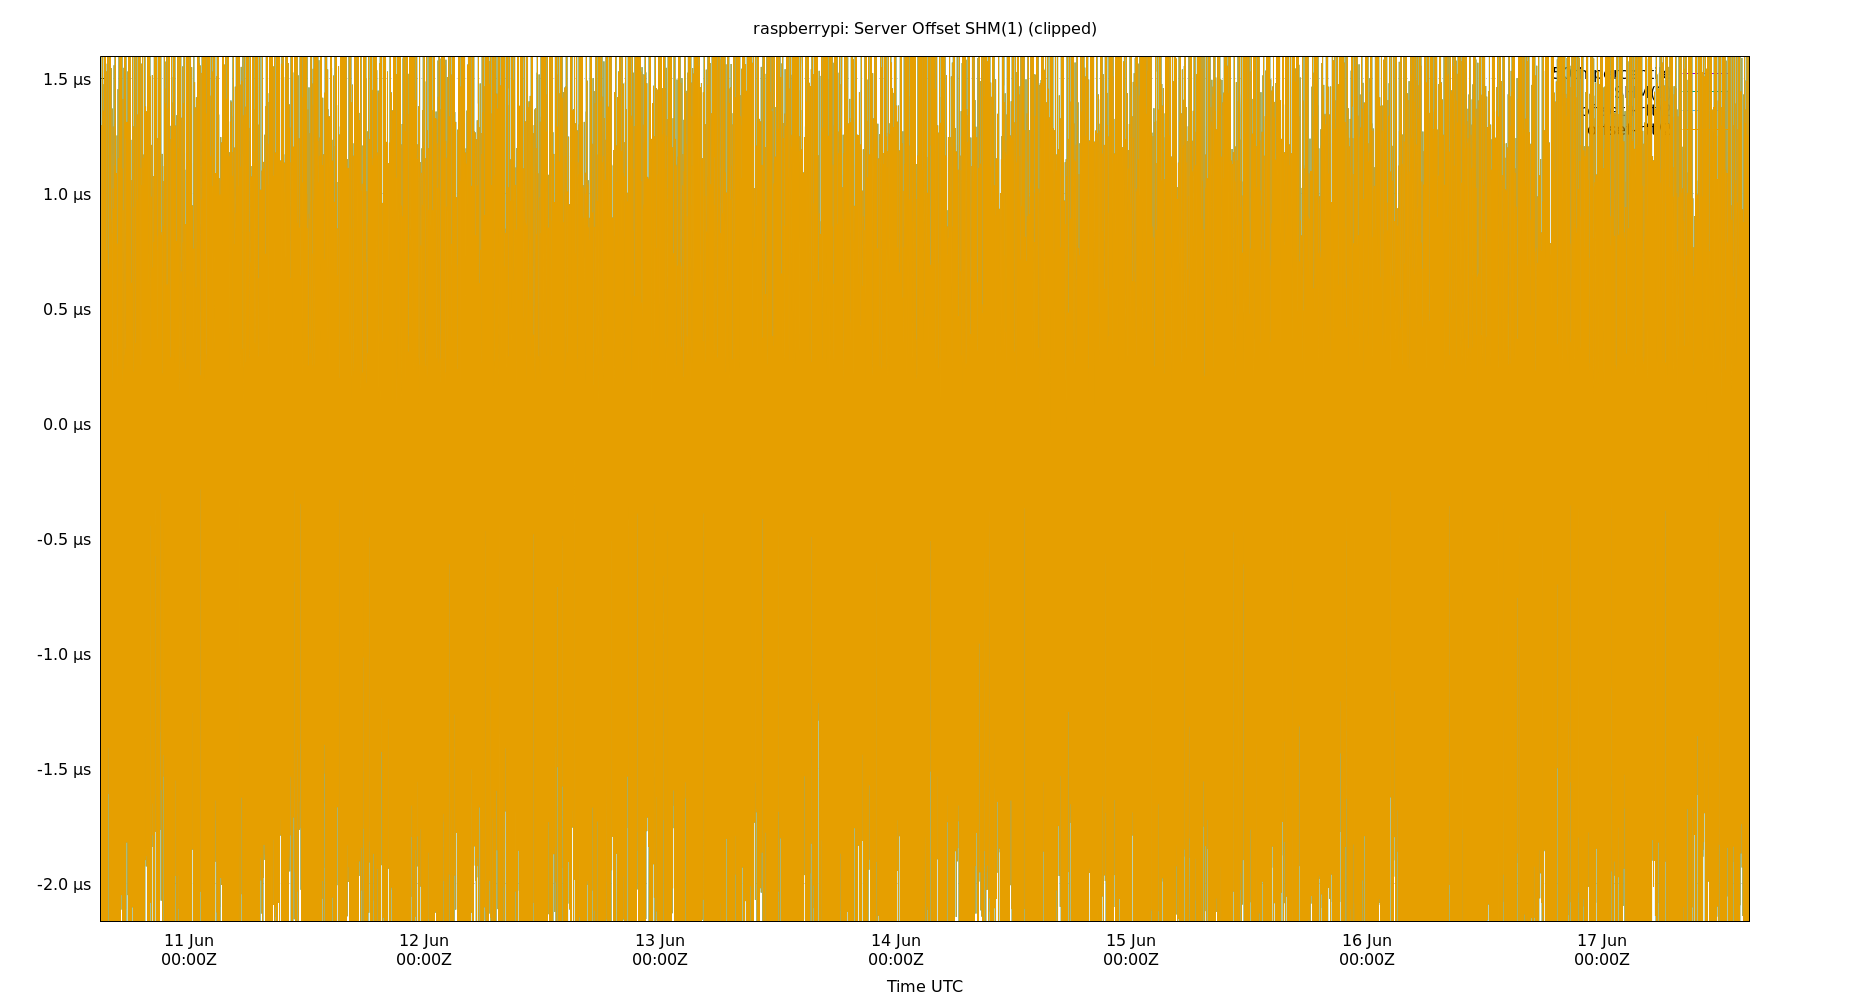 raspberrypi: Server Offset SHM(1) (clipped)
1.5 µs
1.0 µs
0.5 µs
0.0 µs
-0.5 µs
-1.0 µs
-1.5 µs
-2.0 µs
11 Jun 12 Jun 13 Jun 14 Jun 15 Jun 16 Jun 17 Jun
00:00Z 00:00Z 00:00Z 00:00Z 00:00Z 00:00Z 00:00Z
Time UTC